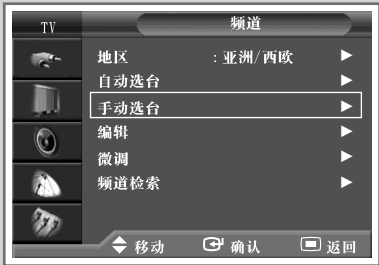 TV 频道
地区 : 亚洲/西欧 ▶
自动选台 ▶
手动选台 ▶
编辑 ▶
微调 ▶
频道检索 ▶
移动 确认 返回